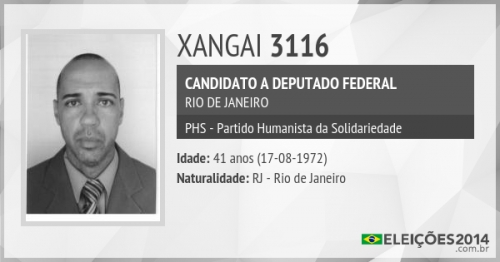 XANGAI 3116
CANDIDATO A DEPUTADO FEDERAL
RIO DE JANEIRO
PHS - Partido Humanista da Solidariedade
Idade: 41 anos (17-08-1972)
Naturalidade: RJ - Rio de Janeiro
ELEIÇÕES2014
.com.br